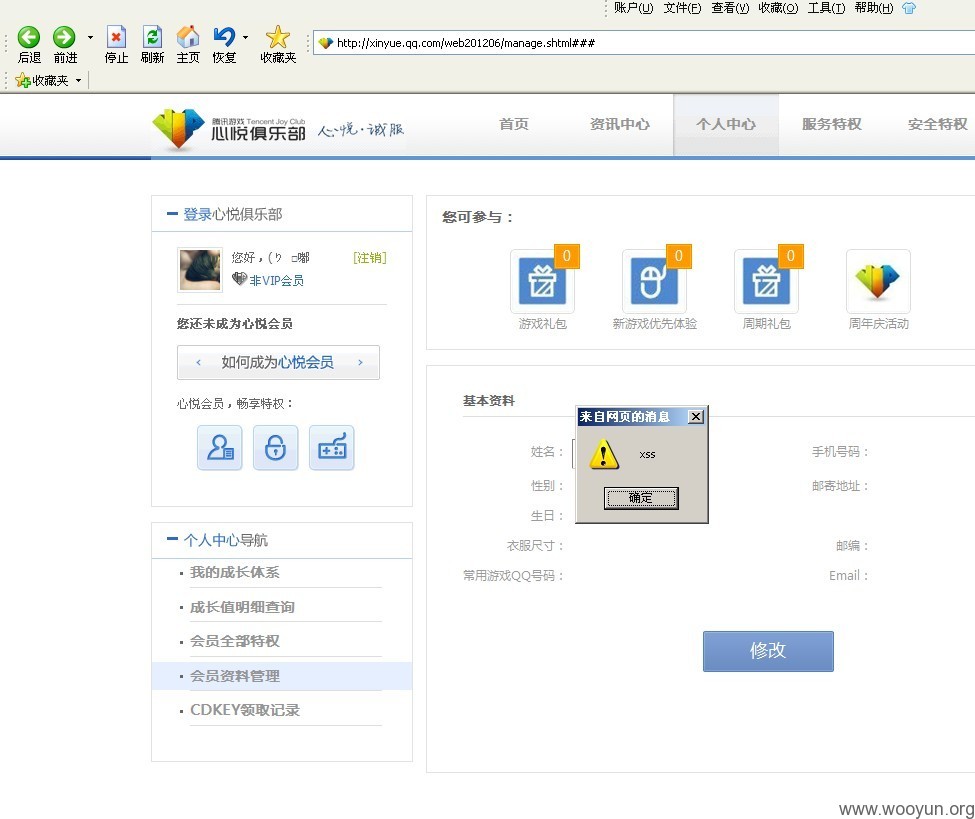 账户(U) 文件(F) 查看(V) 收藏(O) 工具(T) 帮助(H)
后退 前进 停止 刷新 主页 恢复 收藏夹
http://xinyue.qq.com/web201206/manage.shtml###
收藏夹
腾讯游戏 Tencent Joy Club
心悦俱乐部 心悦·诚服
首页 资讯中心 个人中心 服务特权 安全特权
登录心悦俱乐部
您好，(り □嘟 [注销]
非VIP会员
您还未成为心悦会员
‹ 如何成为心悦会员 ›
心悦会员，畅享特权：
个人中心导航
我的成长体系
成长值明细查询
会员全部特权
会员资料管理
CDKEY领取记录
您可参与：
0 0 0
游戏礼包 新游戏优先体验 周期礼包 周年庆活动
基本资料
姓名： 手机号码：
性别： 邮寄地址：
生日：
衣服尺寸： 邮编：
常用游戏QQ号码： Email：
来自网页的消息
xss
确定
修改
www.wooyun.org